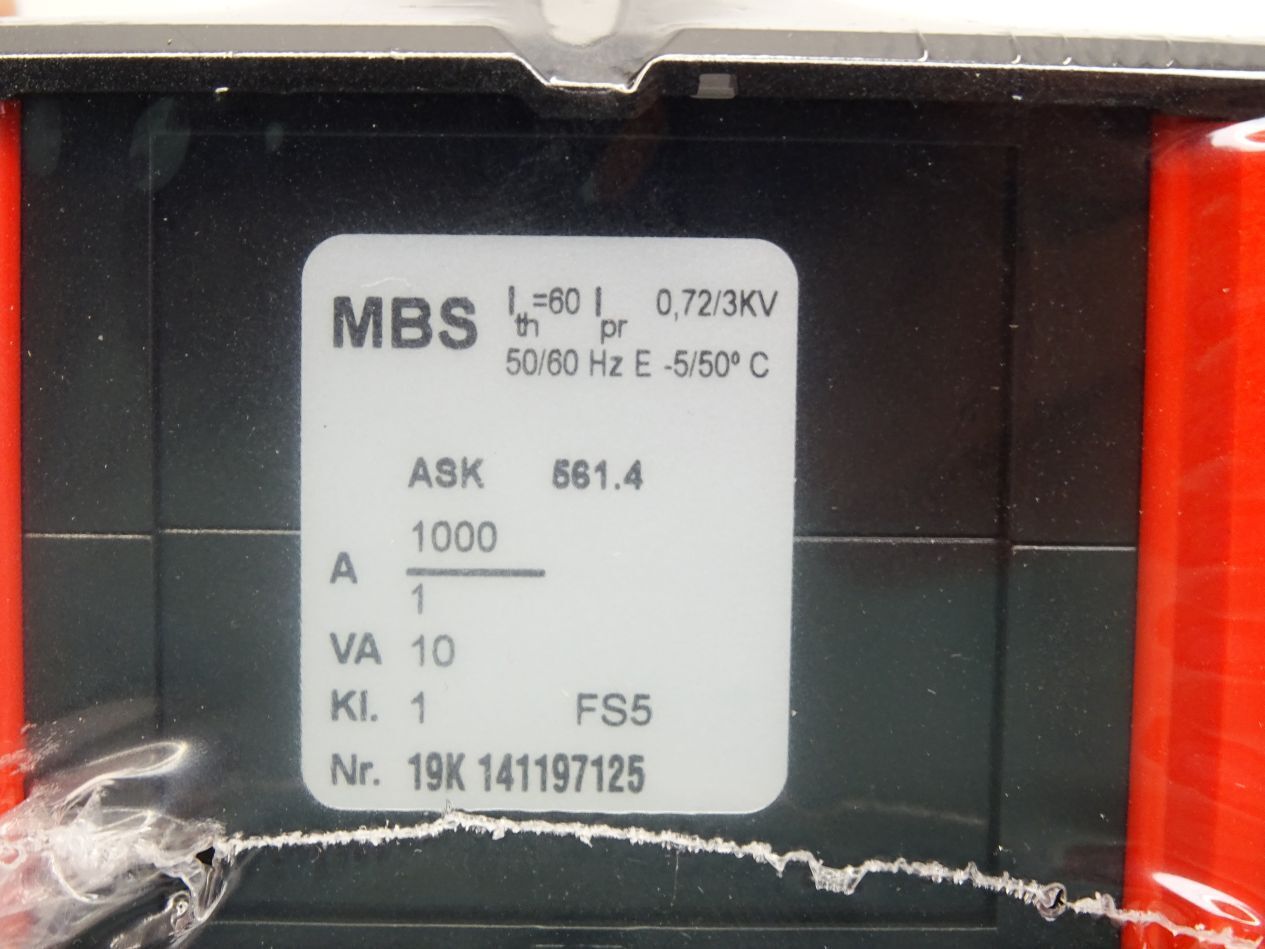 MBS Ith=60 Ipr 0,72/3KV
50/60 Hz E -5/50º C
ASK 561.4
A 1000
1
VA 10
Kl. 1 FS5
Nr. 19K 141197125